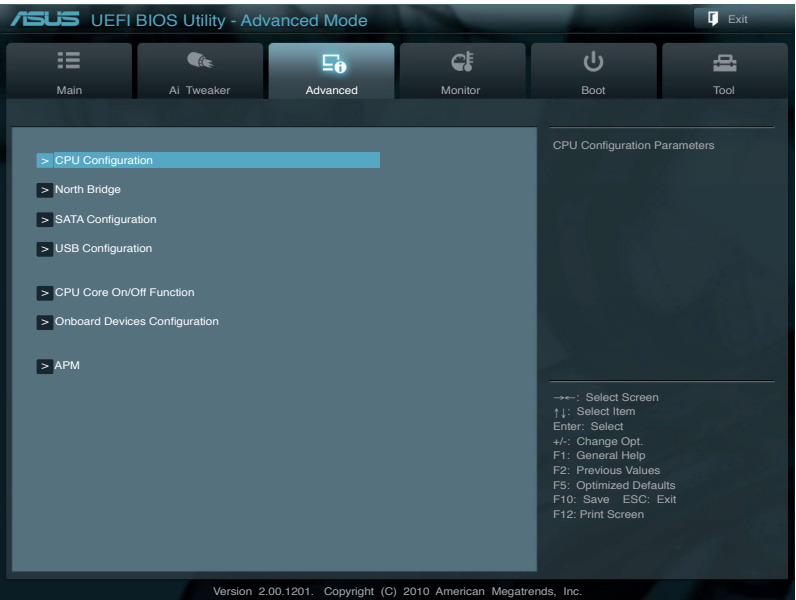 ASUS UEFI BIOS Utility - Advanced Mode
Exit
Main
Ai Tweaker
Advanced
Monitor
Boot
Tool
> CPU Configuration
> North Bridge
> SATA Configuration
> USB Configuration
> CPU Core On/Off Function
> Onboard Devices Configuration
> APM
CPU Configuration Parameters
→←: Select Screen
↑↓: Select Item
Enter: Select
+/-: Change Opt.
F1: General Help
F2: Previous Values
F5: Optimized Defaults
F10: Save ESC: Exit
F12: Print Screen
Version 2.00.1201. Copyright (C) 2010 American Megatrends, Inc.